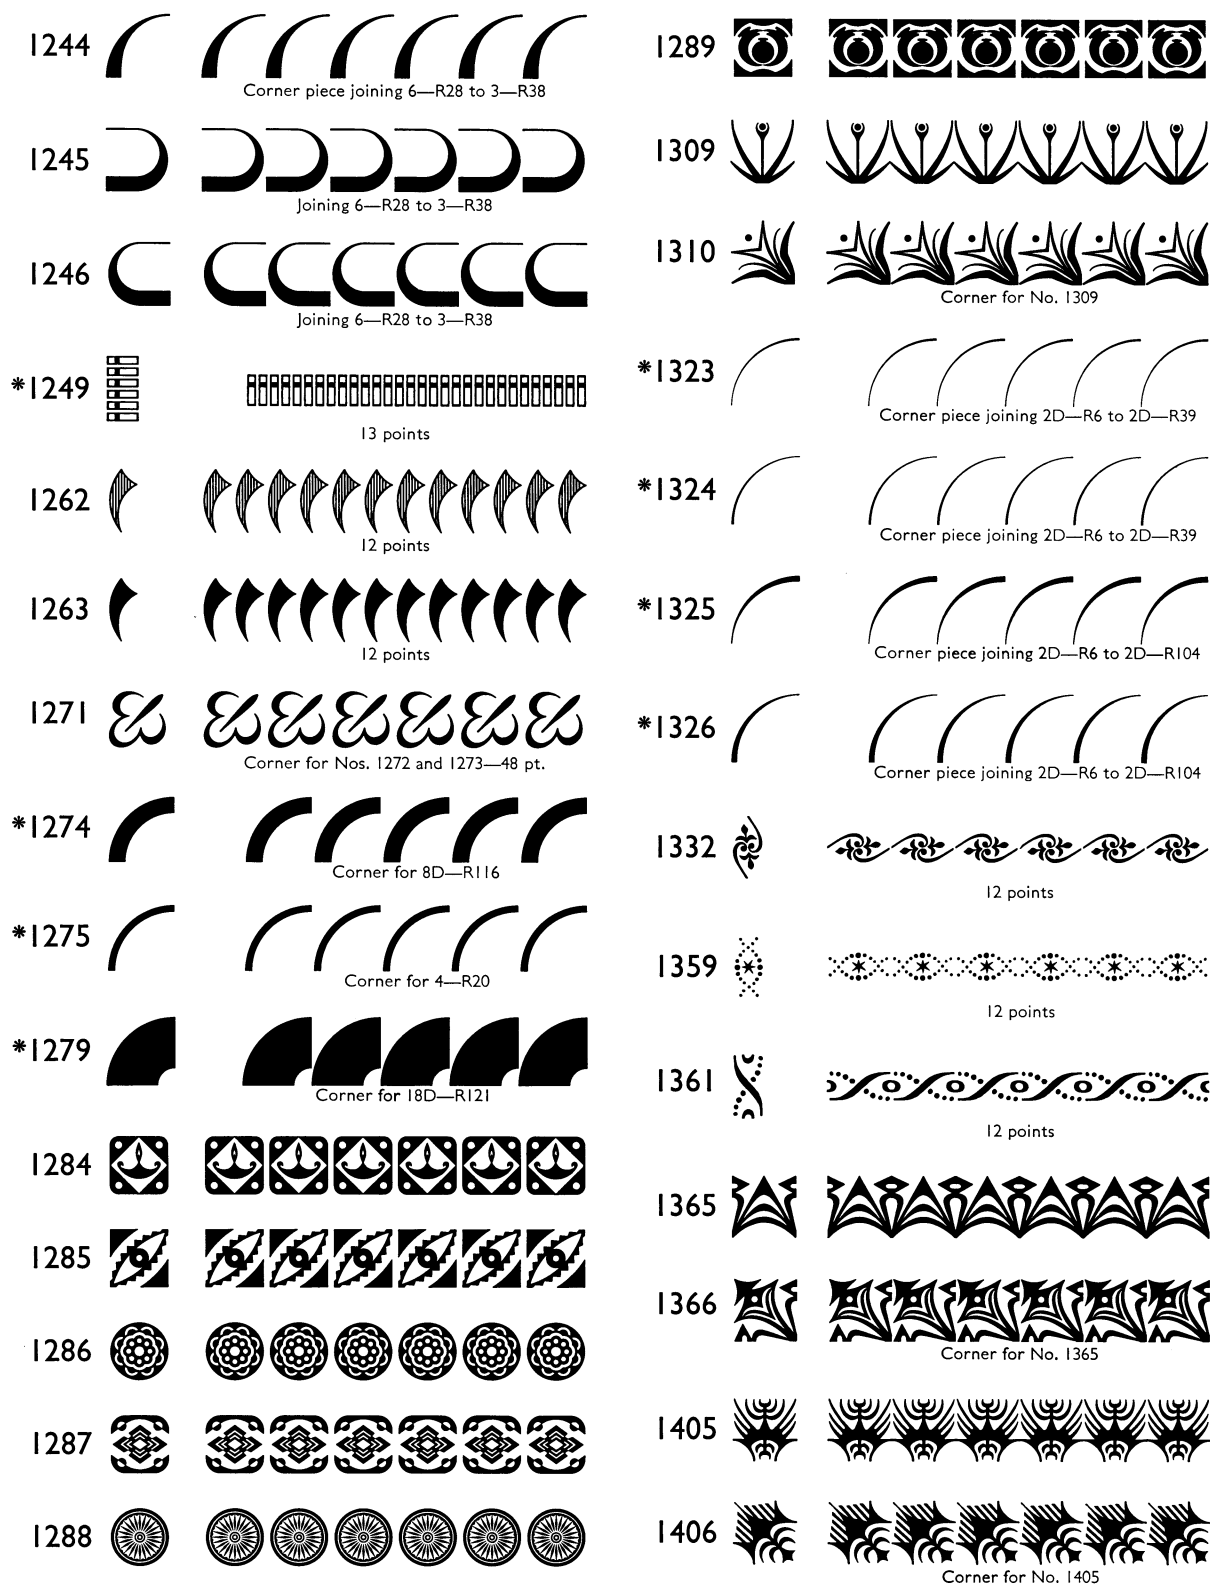 1244
Corner piece joining 6—R28 to 3—R38
1245
Joining 6—R28 to 3—R38
1246
Joining 6—R28 to 3—R38
*1249
13 points
1262
12 points
1263
12 points
1271
Corner for Nos. 1272 and 1273—48 pt.
*1274
Corner for 8D—R116
*1275
Corner for 4—R20
*1279
Corner for 18D—R121
1284
1285
1286
1287
1288
1289
1309
1310
Corner for No. 1309
*1323
Corner piece joining 2D—R6 to 2D—R39
*1324
Corner piece joining 2D—R6 to 2D—R39
*1325
Corner piece joining 2D—R6 to 2D—R104
*1326
Corner piece joining 2D—R6 to 2D—R104
1332
12 points
1359
12 points
1361
12 points
1365
1366
Corner for No. 1365
1405
1406
Corner for No. 1405